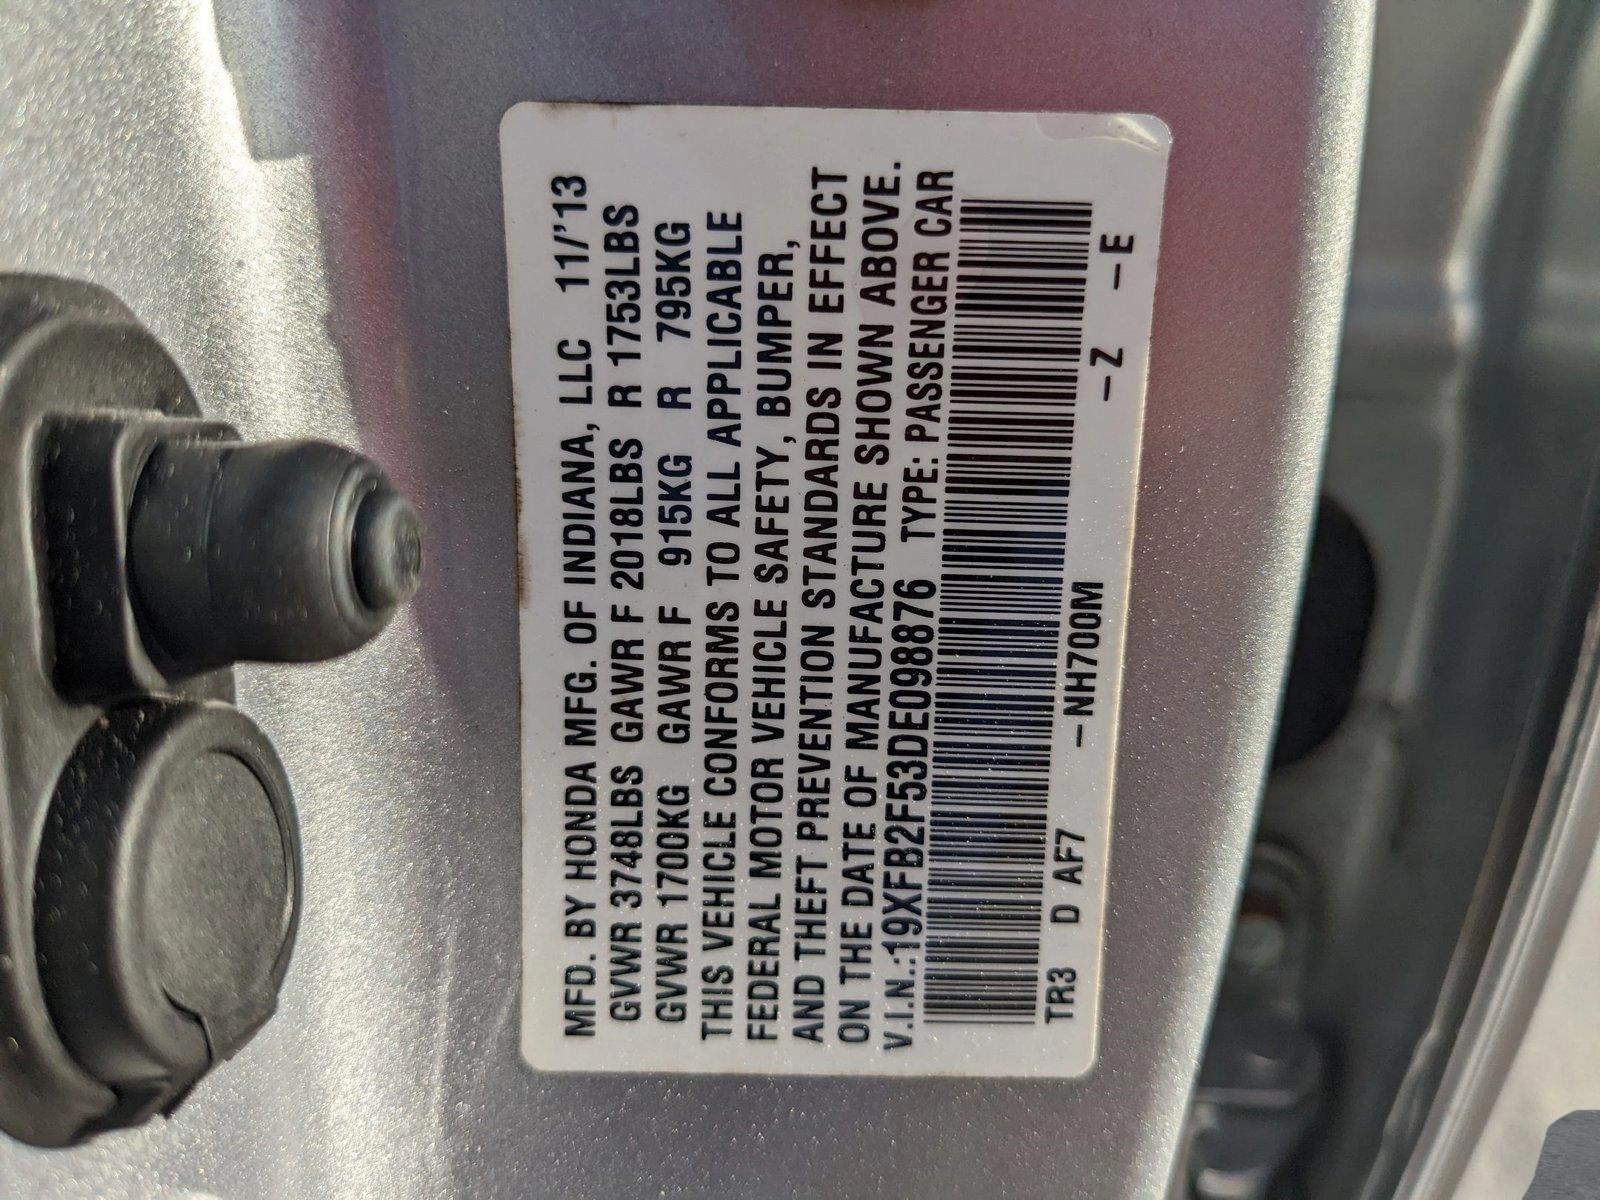 MFD. BY HONDA MFG. OF INDIANA, LLC 11/'13
GVWR 3748LBS GAWR F 2018LBS R 1753LBS
GVWR 1700KG GAWR F 915KG R 795KG
THIS VEHICLE CONFORMS TO ALL APPLICABLE
FEDERAL MOTOR VEHICLE SAFETY, BUMPER,
AND THEFT PREVENTION STANDARDS IN EFFECT
ON THE DATE OF MANUFACTURE SHOWN ABOVE.
V.I.N.:19XFB2F53DE098876 TYPE: PASSENGER CAR
TR3 D AF7 –NH700M –Z –E